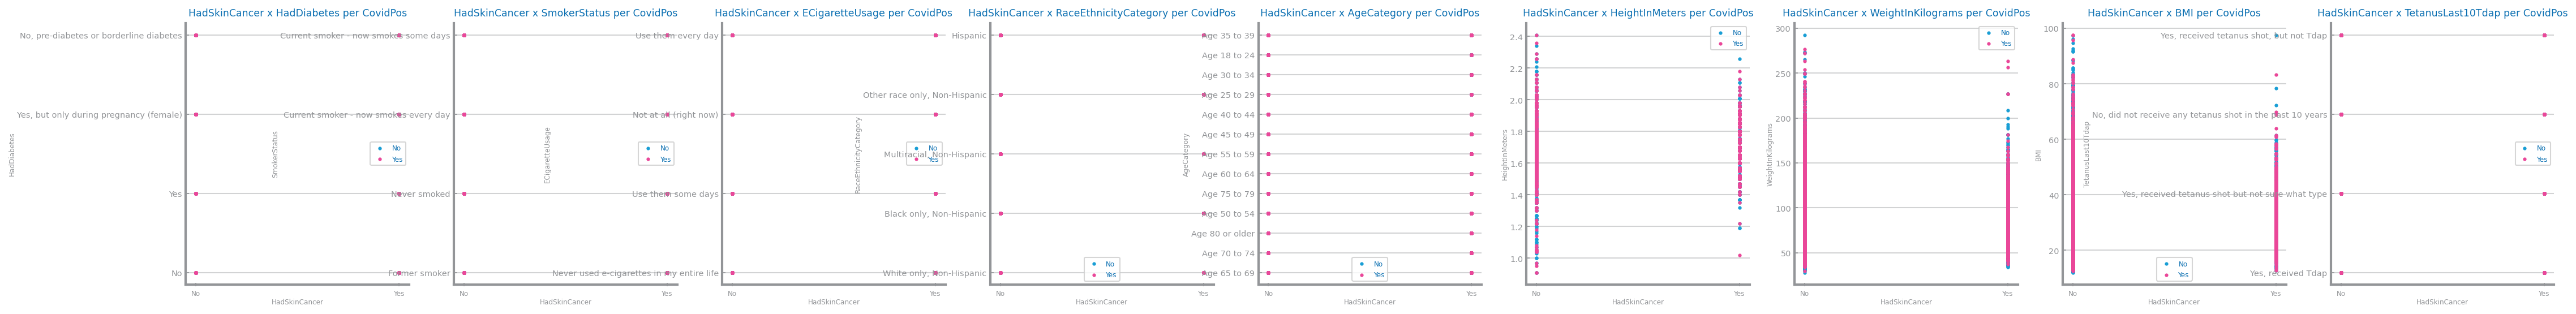 HadSkinCancer x HadDiabetes per CovidPos
No, pre-diabetes or borderline diabetes
Yes, but only during pregnancy (female)
Yes
No
HadDiabetes
No
Yes
HadSkinCancer
No
Yes
HadSkinCancer x SmokerStatus per CovidPos
Current smoker - now smokes some days
Current smoker - now smokes every day
Never smoked
Former smoker
SmokerStatus
No
Yes
HadSkinCancer
No
Yes
HadSkinCancer x ECigaretteUsage per CovidPos
Use them every day
Not at all (right now)
Use them some days
Never used e-cigarettes in my entire life
ECigaretteUsage
No
Yes
HadSkinCancer
No
Yes
HadSkinCancer x RaceEthnicityCategory per CovidPos
Hispanic
Other race only, Non-Hispanic
Multiracial, Non-Hispanic
Black only, Non-Hispanic
White only, Non-Hispanic
RaceEthnicityCategory
No
Yes
HadSkinCancer
No
Yes
HadSkinCancer x AgeCategory per CovidPos
Age 35 to 39
Age 18 to 24
Age 30 to 34
Age 25 to 29
Age 40 to 44
Age 45 to 49
Age 55 to 59
Age 60 to 64
Age 75 to 79
Age 50 to 54
Age 80 or older
Age 70 to 74
Age 65 to 69
AgeCategory
No
Yes
HadSkinCancer
No
Yes
HadSkinCancer x HeightInMeters per CovidPos
2.4
2.2
2.0
1.8
1.6
1.4
1.2
1.0
HeightInMeters
No
Yes
HadSkinCancer
No
Yes
HadSkinCancer x WeightInKilograms per CovidPos
300
250
200
150
100
50
WeightInKilograms
No
Yes
HadSkinCancer
No
Yes
HadSkinCancer x BMI per CovidPos
100
80
60
40
20
BMI
No
Yes
HadSkinCancer
No
Yes
HadSkinCancer x TetanusLast10Tdap per CovidPos
Yes, received tetanus shot, but not Tdap
No, did not receive any tetanus shot in the past 10 years
Yes, received tetanus shot but not sure what type
Yes, received Tdap
TetanusLast10Tdap
No
Yes
HadSkinCancer
No
Yes